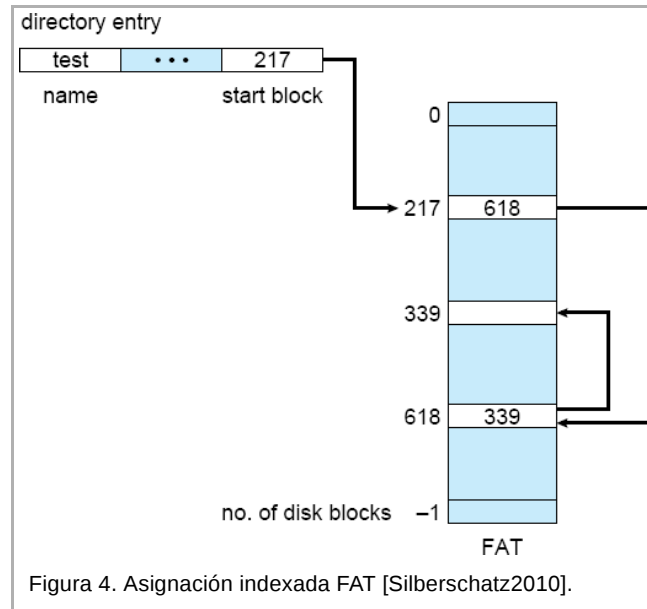 directory entry
test ••• 217
name start block
0
217 618
339
618 339
no. of disk blocks –1
FAT
Figura 4. Asignación indexada FAT [Silberschatz2010].